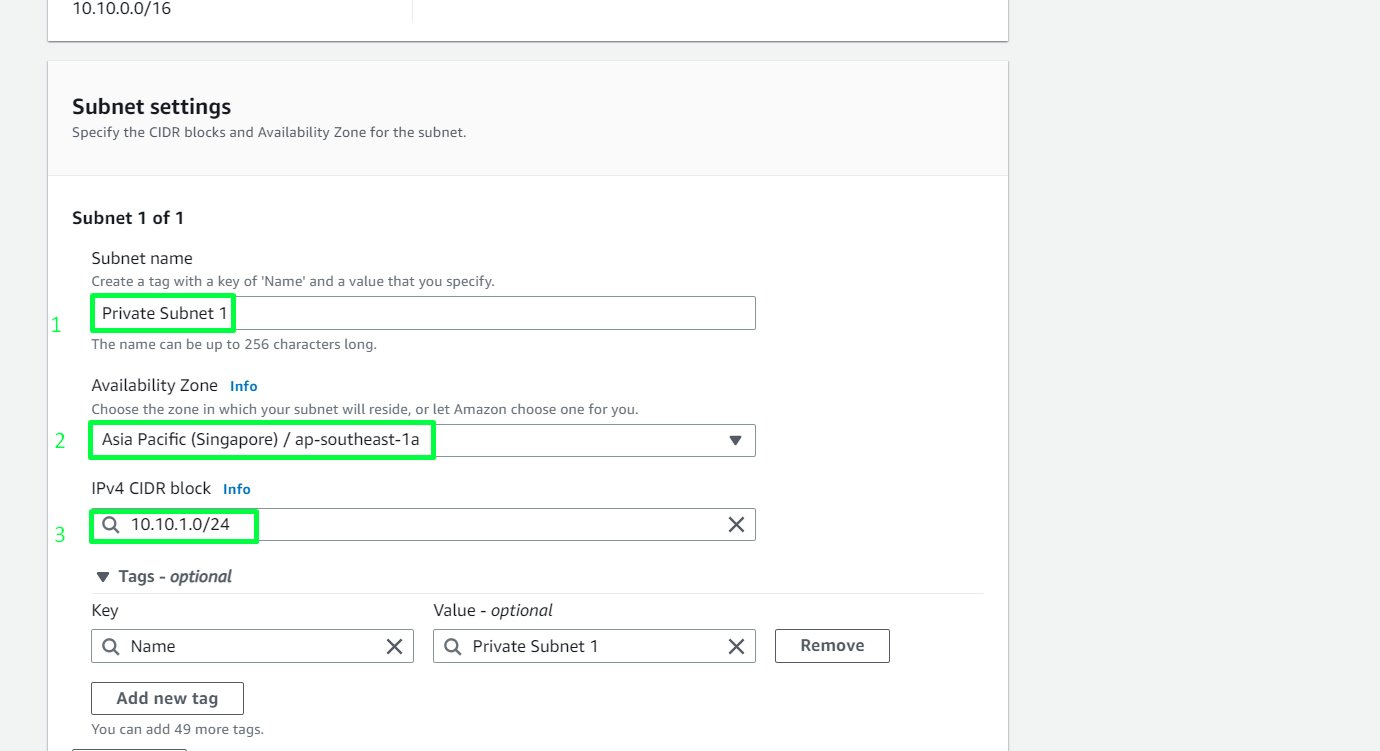 10.10.0.0/16
Subnet settings
Specify the CIDR blocks and Availability Zone for the subnet.
Subnet 1 of 1
Subnet name
Create a tag with a key of 'Name' and a value that you specify.
1 Private Subnet 1
The name can be up to 256 characters long.
Availability Zone Info
Choose the zone in which your subnet will reside, or let Amazon choose one for you.
2 Asia Pacific (Singapore) / ap-southeast-1a
IPv4 CIDR block Info
3 10.10.1.0/24
Tags - optional
Key Value - optional
Name Private Subnet 1 Remove
Add new tag
You can add 49 more tags.